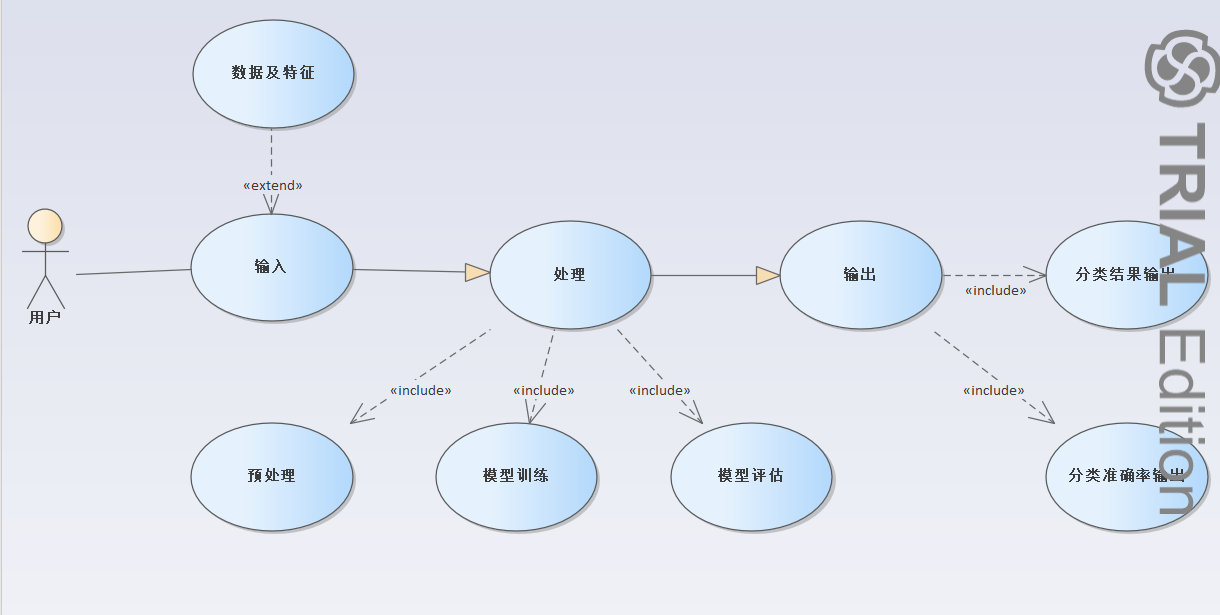 数据及特征
«extend»
用户
输入
处理
输出
«include»
分类结果输出
«include»
«include»
«include»
«include»
预处理
模型训练
模型评估
分类准确率输出
TRIAL Edition